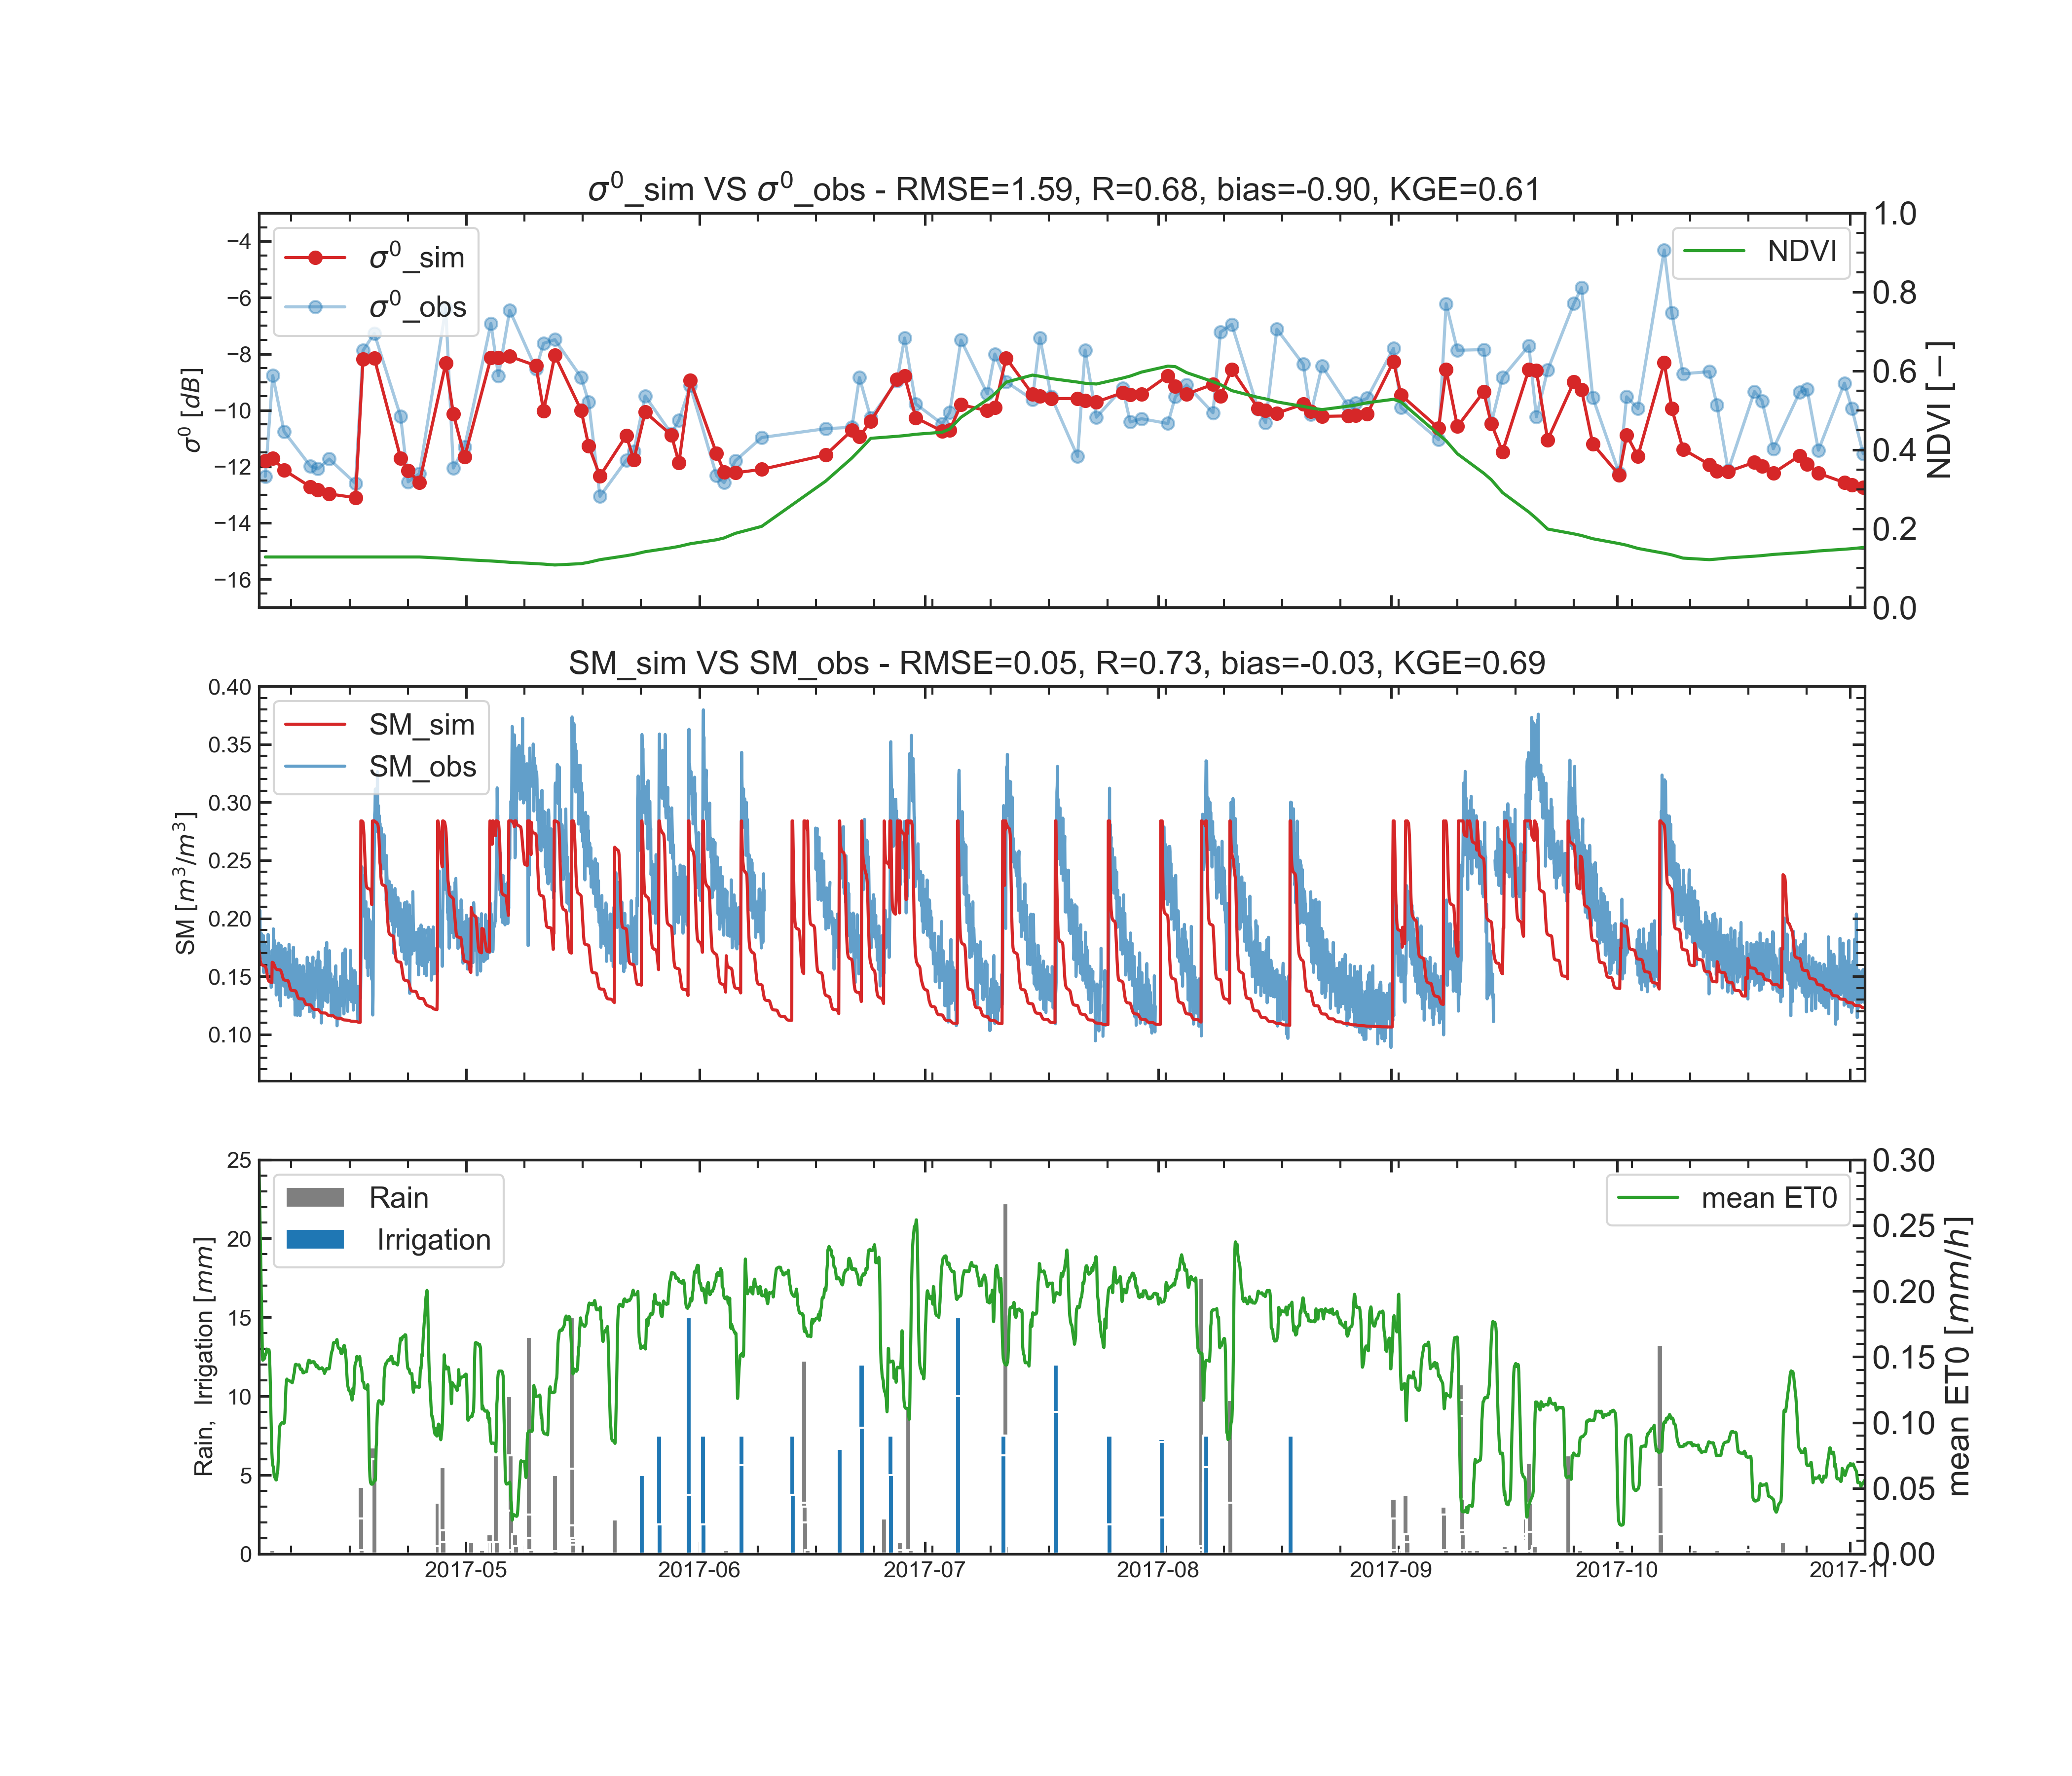 σ⁰_sim VS σ⁰_obs - RMSE=1.59, R=0.68, bias=-0.90, KGE=0.61
σ⁰_sim
σ⁰_obs
NDVI
−4
−6
−8
−10
−12
−14
−16
σ⁰ [dB]
1.0
0.8
0.6
0.4
0.2
0.0
NDVI [−]
SM_sim VS SM_obs - RMSE=0.05, R=0.73, bias=-0.03, KGE=0.69
SM_sim
SM_obs
0.40
0.35
0.30
0.25
0.20
0.15
0.10
SM [m³/m³]
Rain
Irrigation
mean ET0
25
20
15
10
5
0
Rain, Irrigation [mm]
0.30
0.25
0.20
0.15
0.10
0.05
0.00
mean ET0 [mm/h]
2017-05 2017-06 2017-07 2017-08 2017-09 2017-10 2017-11